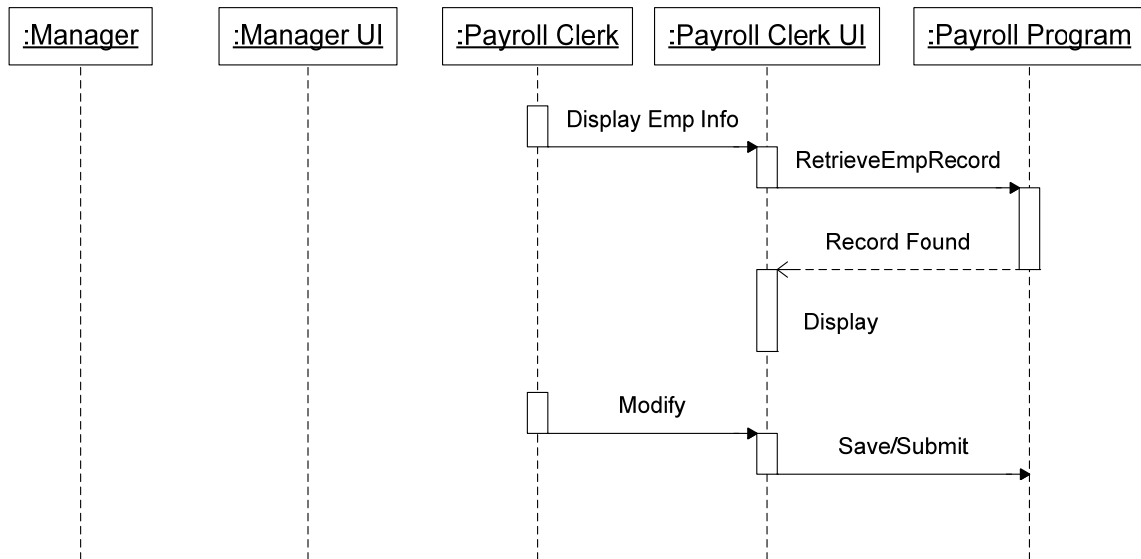 :Manager
:Manager UI
:Payroll Clerk
:Payroll Clerk UI
:Payroll Program
Display Emp Info
RetrieveEmpRecord
Record Found
Display
Modify
Save/Submit